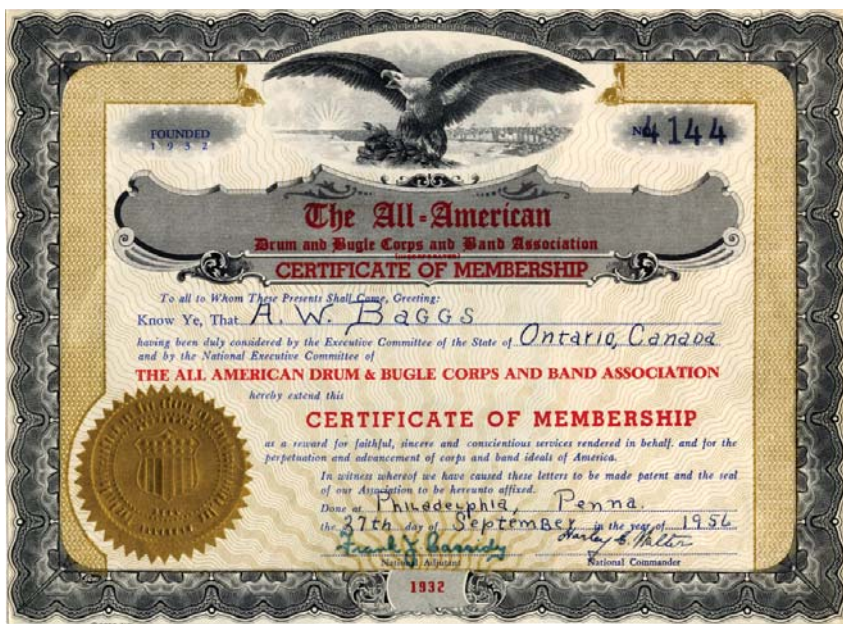 FOUNDED
1932
No 4144
The All-American
Drum and Bugle Corps and Band Association
(INCORPORATED)
CERTIFICATE OF MEMBERSHIP
To all to Whom These Presents Shall Come, Greeting:
Know Ye, That A. W. BAGGS
having been duly considered by the Executive Committee of the State of Ontario, Canada
and by the National Executive Committee of
THE ALL AMERICAN DRUM & BUGLE CORPS AND BAND ASSOCIATION
hereby extend this
CERTIFICATE OF MEMBERSHIP
as a reward for faithful, sincere and conscientious services rendered in behalf. and for the
perpetuation and advancement of corps and band ideals of America.
In witness whereof we have caused these letters to be made patent and the seal
of our Association to be hereunto affixed.
Done at Philadelphia, Penna.
the 27th day of September in the year of 1956
Frank J. Cassidy Harley E. Walter
National Adjutant National Commander
1932